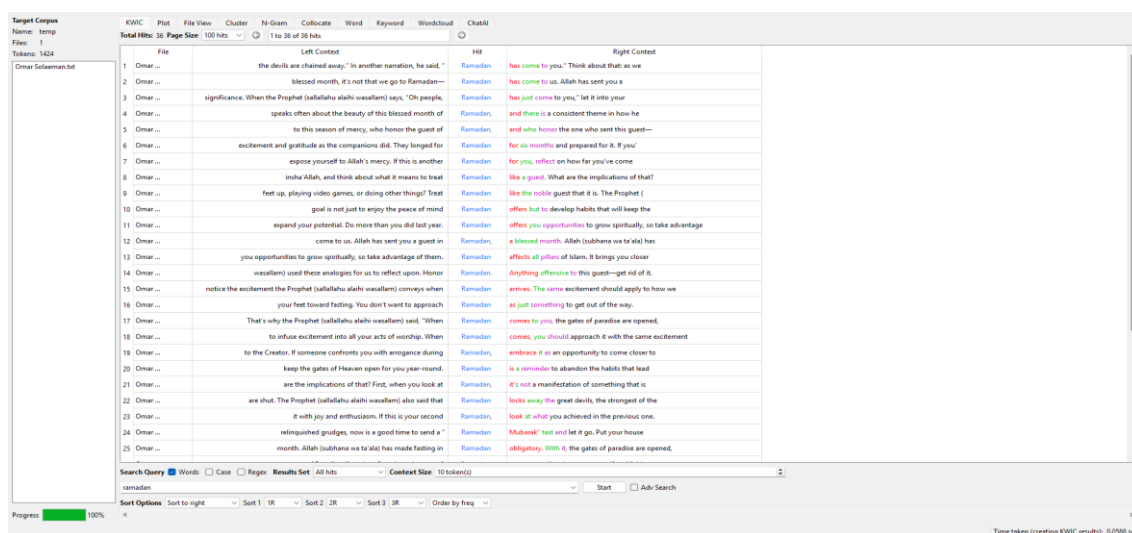 Target Corpus
Name: temp
Files: 1
Tokens: 1424
Omar Solaeman.txt
Progress 100%
KWIC Plot File View Cluster N-Gram Collocate Word Keyword Wordcloud ChatAI
Total Hits: 36 Page Size 100 hits 1 to 36 of 36 hits
File Left Context Hit Right Context
1 Omar ... the devils are chained away." In another narration, he said, " Ramadan has come to you." Think about that: as we
2 Omar ... blessed month, it's not that we go to Ramadan— Ramadan has come to us. Allah has sent you a
3 Omar ... significance. When the Prophet (sallallahu alaihi wasallam) says, "Oh people, Ramadan has just come to you," let it into your
4 Omar ... speaks often about the beauty of this blessed month of Ramadan, and there is a consistent theme in how he
5 Omar ... to this season of mercy, who honor the guest of Ramadan, and who honor the one who sent this guest—
6 Omar ... excitement and gratitude as the companions did. They longed for Ramadan for six months and prepared for it. If you'
7 Omar ... expose yourself to Allah's mercy. If this is another Ramadan for you, reflect on how far you've come
8 Omar ... insha'Allah, and think about what it means to treat Ramadan like a guest. What are the implications of that?
9 Omar ... feet up, playing video games, or doing other things? Treat Ramadan like the noble guest that it is. The Prophet (
10 Omar ... goal is not just to enjoy the peace of mind Ramadan offers but to develop habits that will keep the
11 Omar ... expand your potential. Do more than you did last year. Ramadan offers you opportunities to grow spiritually, so take advantage
12 Omar ... come to us. Allah has sent you a guest in Ramadan, a blessed month. Allah (subhana wa ta'ala) has
13 Omar ... you opportunities to grow spiritually, so take advantage of them. Ramadan affects all pillars of Islam. It brings you closer
14 Omar ... wasallam) used these analogies for us to reflect upon. Honor Ramadan. Anything offensive to this guest—get rid of it.
15 Omar ... notice the excitement the Prophet (sallallahu alaihi wasallam) conveys when Ramadan arrives. The same excitement should apply to how we
16 Omar ... your feet toward fasting. You don't want to approach Ramadan as just something to get out of the way.
17 Omar ... That's why the Prophet (sallallahu alaihi wasallam) said, "When Ramadan comes to you, the gates of paradise are opened,
18 Omar ... to infuse excitement into all your acts of worship. When Ramadan comes, you should approach it with the same excitement
19 Omar ... to the Creator. If someone confronts you with arrogance during Ramadan, embrace it as an opportunity to come closer to
20 Omar ... keep the gates of Heaven open for you year-round. Ramadan is a reminder to abandon the habits that lead
21 Omar ... are the implications of that? First, when you look at Ramadan, it's not a manifestation of something that is
22 Omar ... are shut. The Prophet (sallallahu alaihi wasallam) also said that Ramadan locks away the great devils, the strongest of the
23 Omar ... it with joy and enthusiasm. If this is your second Ramadan, look at what you achieved in the previous one.
24 Omar ... relinquished grudges, now is a good time to send a " Ramadan Mubarak" text and let it go. Put your house
25 Omar ... month. Allah (subhana wa ta'ala) has made fasting in Ramadan obligatory. With it, the gates of paradise are opened,
Search Query Words Case Regex Results Set All hits Context Size 10 token(s)
ramadan Start Adv Search
Sort Options Sort to right Sort 1 1R Sort 2 2R Sort 3 3R Order by freq
Time taken (creating KWIC results): 0.0588